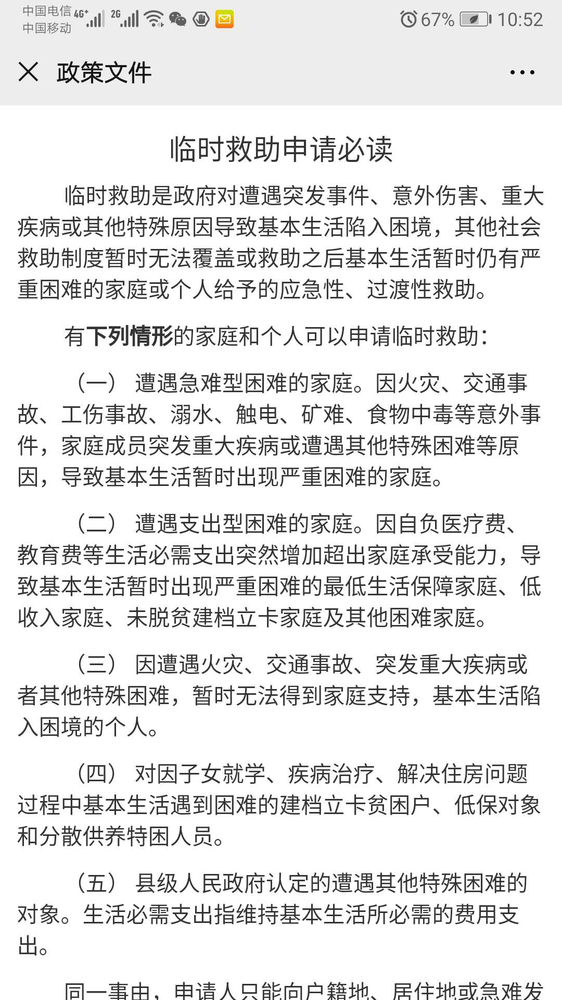 中国电信 4G+ 2G 67% 10:52
中国移动
政策文件
临时救助申请必读
临时救助是政府对遭遇突发事件、意外伤害、重大
疾病或其他特殊原因导致基本生活陷入困境，其他社会
救助制度暂时无法覆盖或救助之后基本生活暂时仍有严
重困难的家庭或个人给予的应急性、过渡性救助。
有下列情形的家庭和个人可以申请临时救助：
（一） 遭遇急难型困难的家庭。因火灾、交通事
故、工伤事故、溺水、触电、矿难、食物中毒等意外事
件，家庭成员突发重大疾病或遭遇其他特殊困难等原
因，导致基本生活暂时出现严重困难的家庭。
（二） 遭遇支出型困难的家庭。因自负医疗费、
教育费等生活必需支出突然增加超出家庭承受能力，导
致基本生活暂时出现严重困难的最低生活保障家庭、低
收入家庭、未脱贫建档立卡家庭及其他困难家庭。
（三） 因遭遇火灾、交通事故、突发重大疾病或
者其他特殊困难，暂时无法得到家庭支持，基本生活陷
入困境的个人。
（四） 对因子女就学、疾病治疗、解决住房问题
过程中基本生活遇到困难的建档立卡贫困户、低保对象
和分散供养特困人员。
（五） 县级人民政府认定的遭遇其他特殊困难的
对象。生活必需支出指维持基本生活所必需的费用支
出。
同一事由，申请人只能向户籍地、居住地或急难发